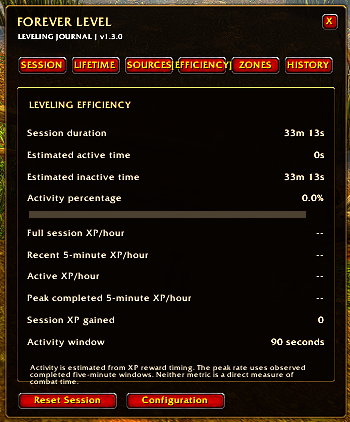 FOREVER LEVEL
X
LEVELING JOURNAL | v1.3.0
SESSION LIFETIME SOURCES EFFICIENCY ZONES HISTORY
LEVELING EFFICIENCY
Session duration 33m 13s
Estimated active time 0s
Estimated inactive time 33m 13s
Activity percentage 0.0%
Full session XP/hour --
Recent 5-minute XP/hour --
Active XP/hour --
Peak completed 5-minute XP/hour --
Session XP gained 0
Activity window 90 seconds
Activity is estimated from XP reward timing. The peak rate uses observed
completed five-minute windows. Neither metric is a direct measure of
combat time.
Reset Session Configuration